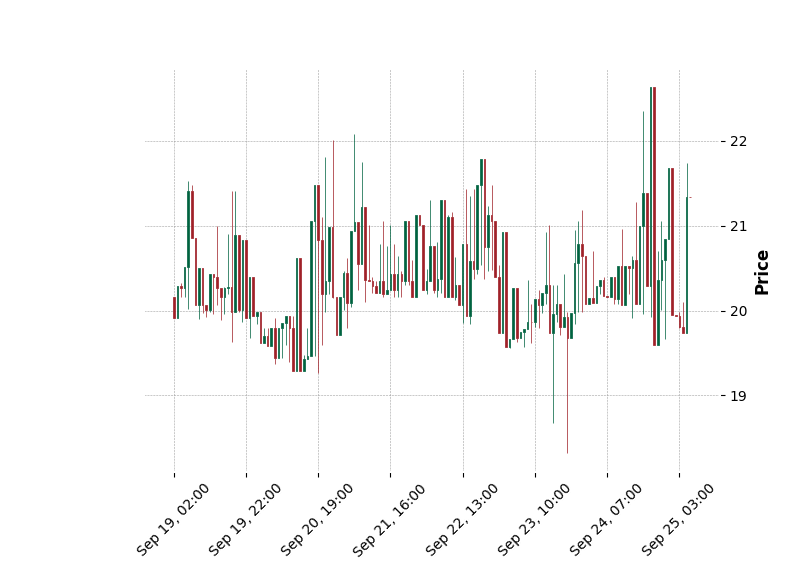 22
21
20
19
Price
Sep 19, 02:00
Sep 19, 22:00
Sep 20, 19:00
Sep 21, 16:00
Sep 22, 13:00
Sep 23, 10:00
Sep 24, 07:00
Sep 25, 03:00